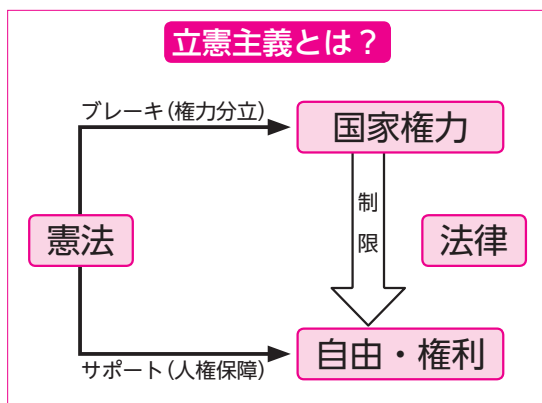 立憲主義とは？
ブレーキ(権力分立)
国家権力
制限
憲法
法律
自由・権利
サポート(人権保障)